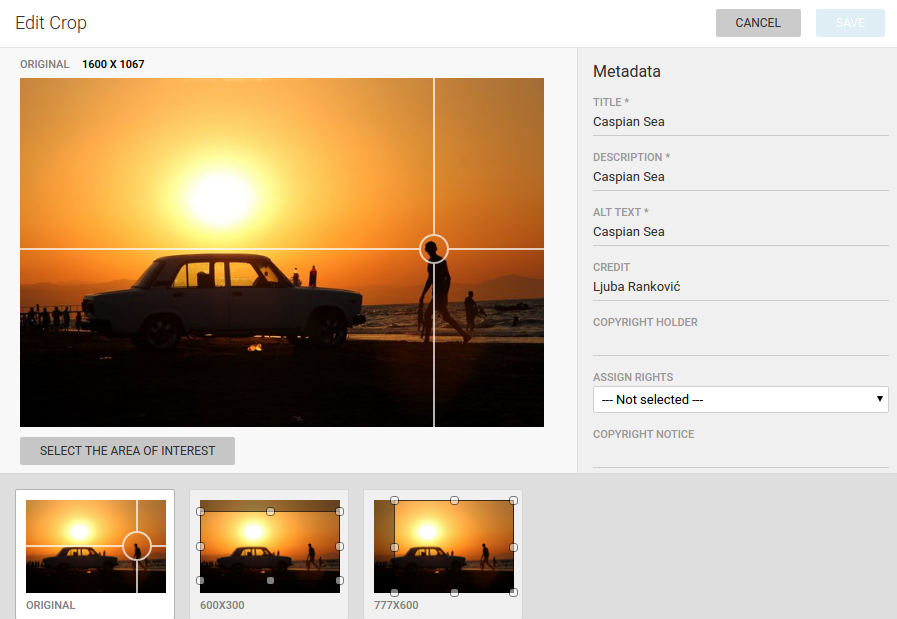 Edit Crop
CANCEL
SAVE
ORIGINAL 1600 X 1067
SELECT THE AREA OF INTEREST
Metadata
TITLE *
Caspian Sea
DESCRIPTION *
Caspian Sea
ALT TEXT *
Caspian Sea
CREDIT
Ljuba Ranković
COPYRIGHT HOLDER
ASSIGN RIGHTS
--- Not selected ---
COPYRIGHT NOTICE
ORIGINAL
600X300
777X600